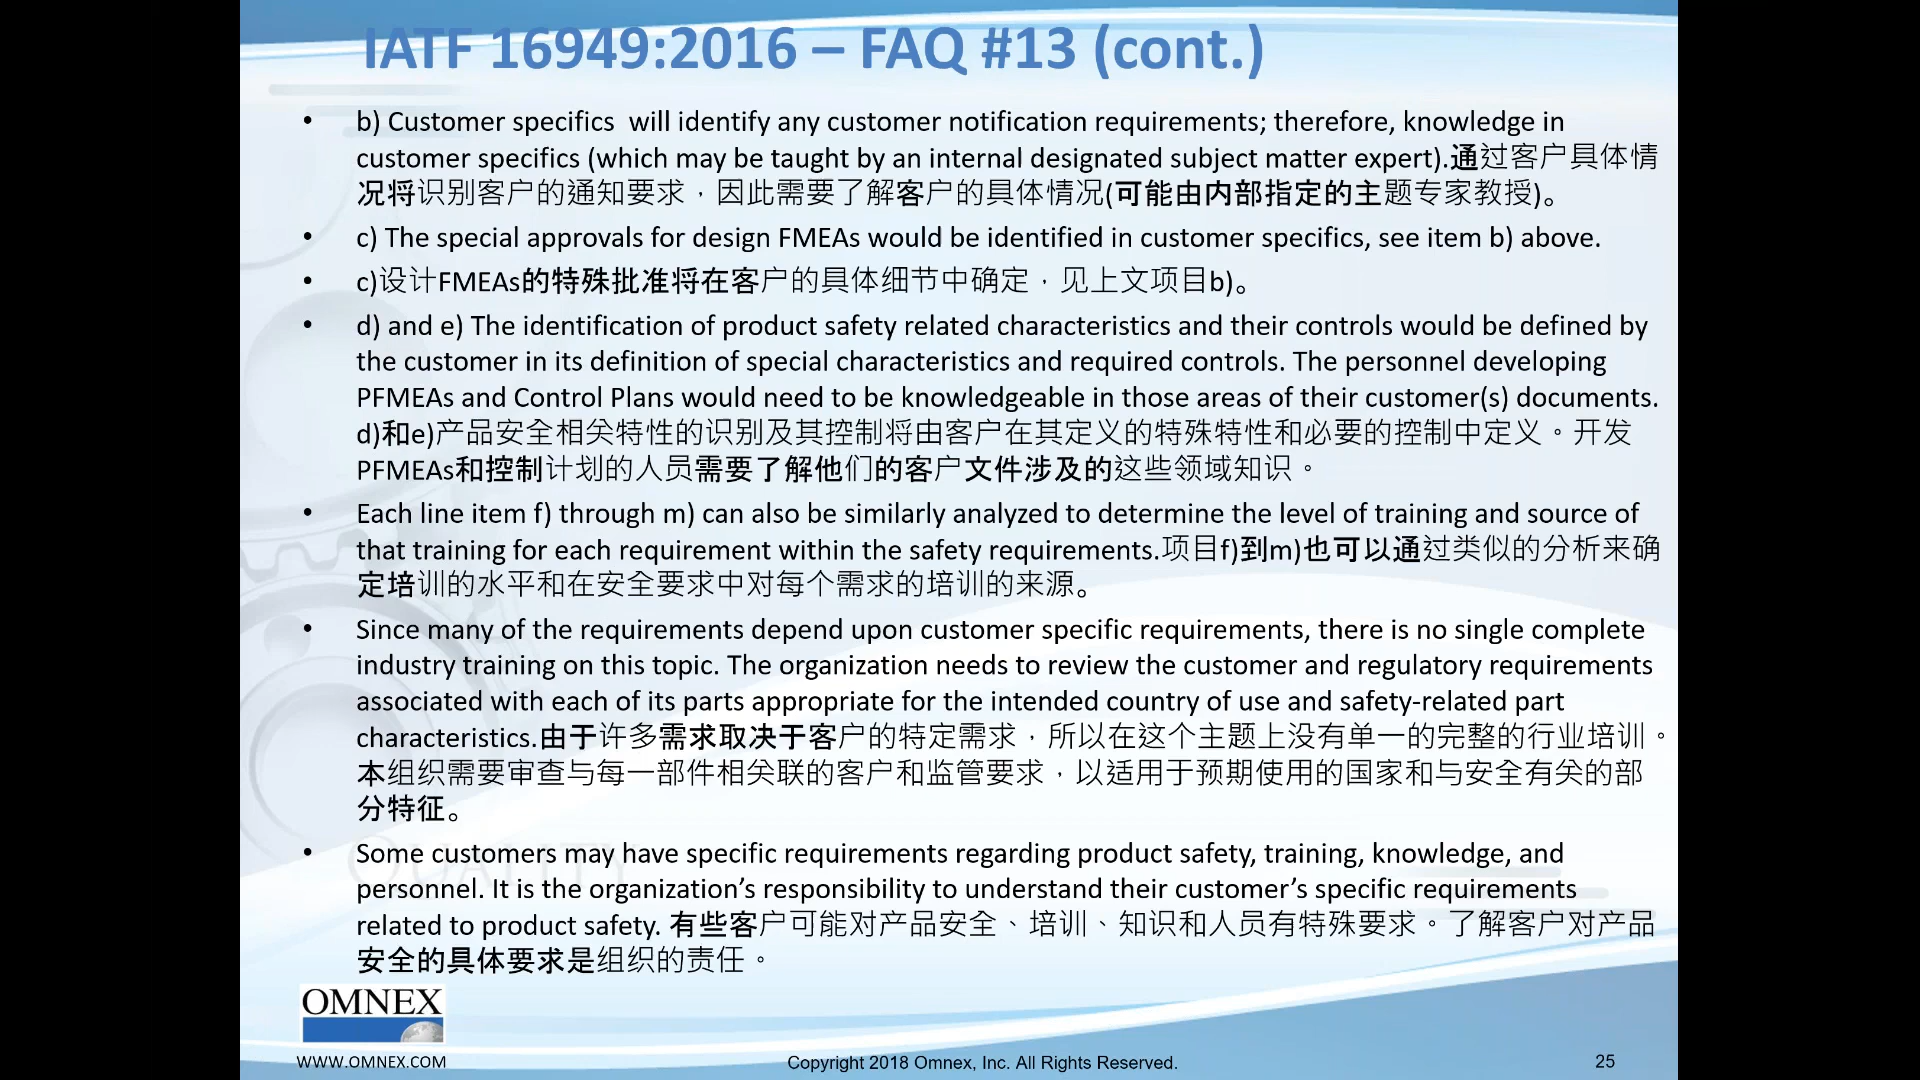 IATF 16949:2016 – FAQ #13 (cont.)
• b) Customer specifics  will identify any customer notification requirements; therefore, knowledge in
customer specifics (which may be taught by an internal designated subject matter expert).通过客户具体情
况将识别客户的通知要求，因此需要了解客户的具体情况(可能由内部指定的主题专家教授)。
• c) The special approvals for design FMEAs would be identified in customer specifics, see item b) above.
• c)设计FMEAs的特殊批准将在客户的具体细节中确定，见上文项目b)。
• d) and e) The identification of product safety related characteristics and their controls would be defined by
the customer in its definition of special characteristics and required controls. The personnel developing
PFMEAs and Control Plans would need to be knowledgeable in those areas of their customer(s) documents.
d)和e)产品安全相关特性的识别及其控制将由客户在其定义的特殊特性和必要的控制中定义。开发
PFMEAs和控制计划的人员需要了解他们的客户文件涉及的这些领域知识。
• Each line item f) through m) can also be similarly analyzed to determine the level of training and source of
that training for each requirement within the safety requirements.项目f)到m)也可以通过类似的分析来确
定培训的水平和在安全要求中对每个需求的培训的来源。
• Since many of the requirements depend upon customer specific requirements, there is no single complete
industry training on this topic. The organization needs to review the customer and regulatory requirements
associated with each of its parts appropriate for the intended country of use and safety-related part
characteristics.由于许多需求取决于客户的特定需求，所以在这个主题上没有单一的完整的行业培训。
本组织需要审查与每一部件相关联的客户和监管要求，以适用于预期使用的国家和与安全有关的部
分特征。
• Some customers may have specific requirements regarding product safety, training, knowledge, and
personnel. It is the organization’s responsibility to understand their customer’s specific requirements
related to product safety. 有些客户可能对产品安全、培训、知识和人员有特殊要求。了解客户对产品
安全的具体要求是组织的责任。
QUALITY
OMNEX
WWW.OMNEX.COM
Copyright 2018 Omnex, Inc. All Rights Reserved.
25